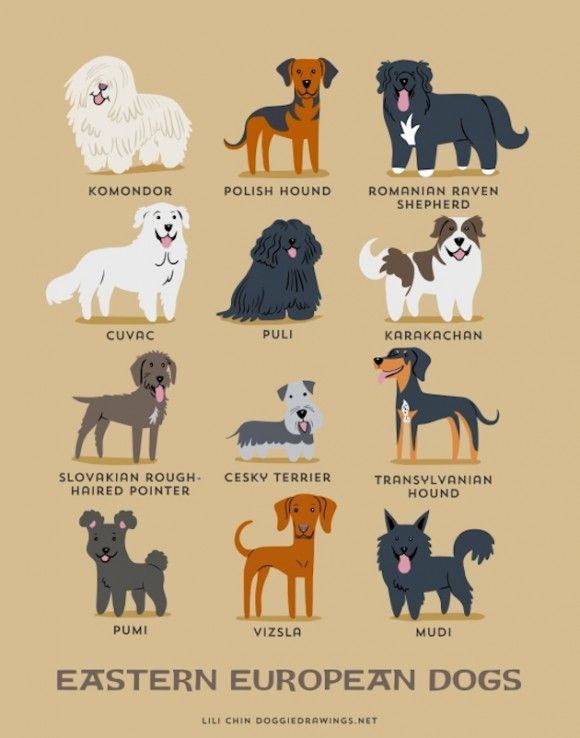 KOMONDOR
POLISH HOUND
ROMANIAN RAVEN
SHEPHERD
CUVAC
PULI
KARAKACHAN
SLOVAKIAN ROUGH-
HAIRED POINTER
CESKY TERRIER
TRANSYLVANIAN
HOUND
PUMI
VIZSLA
MUDI
EASTERN EUROPEAN DOGS
LILI CHIN DOGGIEDRAWINGS.NET